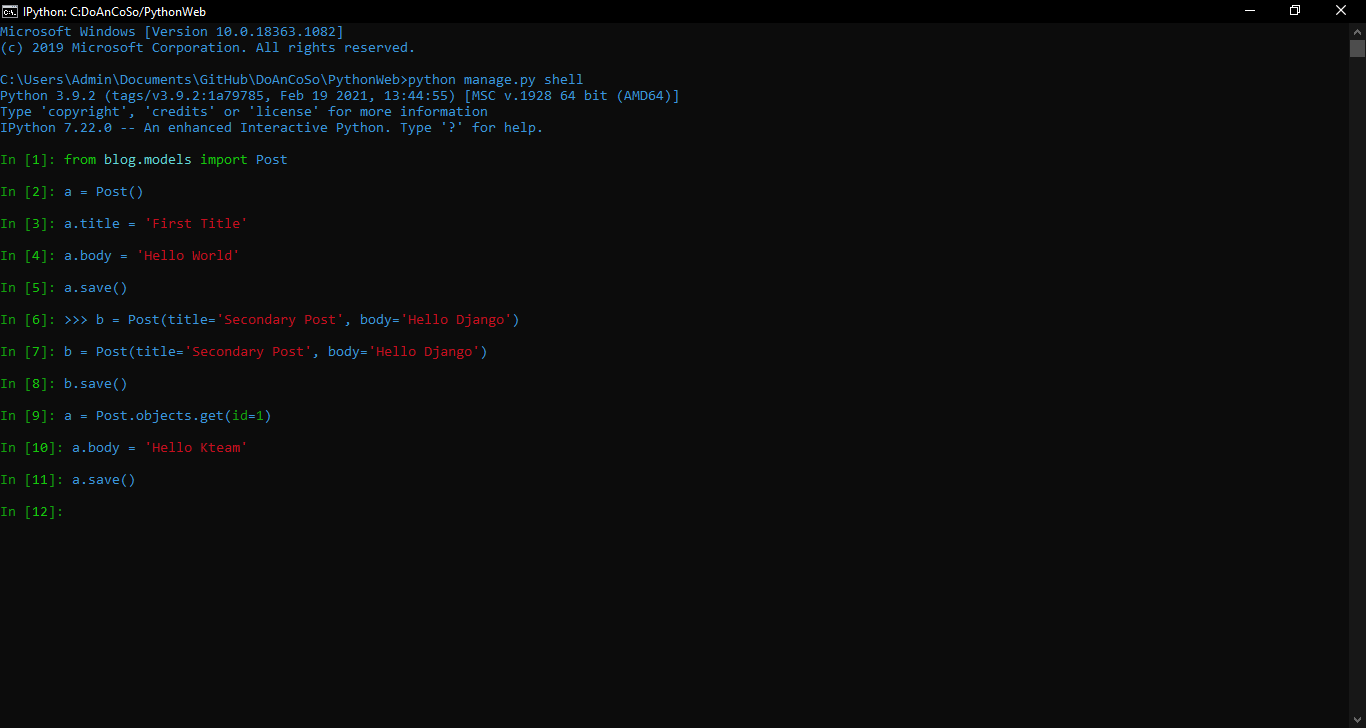 IPython: C:DoAnCoSo/PythonWeb
Microsoft Windows [Version 10.0.18363.1082]
(c) 2019 Microsoft Corporation. All rights reserved.
C:\Users\Admin\Documents\GitHub\DoAnCoSo\PythonWeb>python manage.py shell
Python 3.9.2 (tags/v3.9.2:1a79785, Feb 19 2021, 13:44:55) [MSC v.1928 64 bit (AMD64)]
Type 'copyright', 'credits' or 'license' for more information
IPython 7.22.0 -- An enhanced Interactive Python. Type '?' for help.
In [1]: from blog.models import Post
In [2]: a = Post()
In [3]: a.title = 'First Title'
In [4]: a.body = 'Hello World'
In [5]: a.save()
In [6]: >>> b = Post(title='Secondary Post', body='Hello Django')
In [7]: b = Post(title='Secondary Post', body='Hello Django')
In [8]: b.save()
In [9]: a = Post.objects.get(id=1)
In [10]: a.body = 'Hello Kteam'
In [11]: a.save()
In [12]: